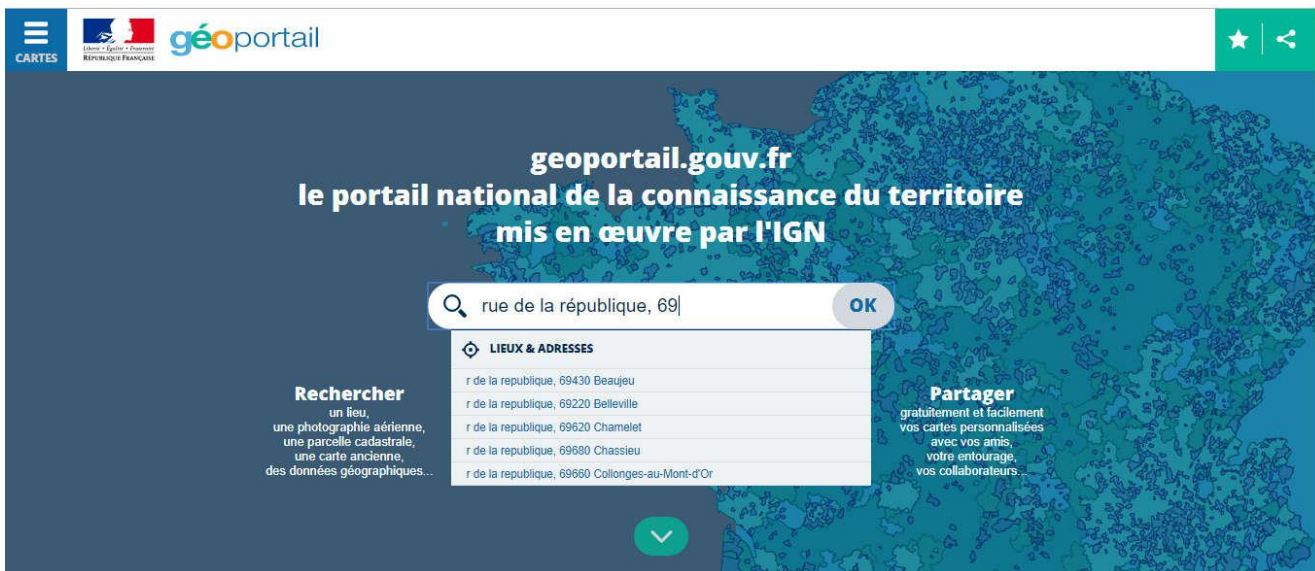 CARTES
Liberté • Égalité • Fraternité
RÉPUBLIQUE FRANÇAISE
géoportail
geoportail.gouv.fr
le portail national de la connaissance du territoire
mis en œuvre par l'IGN
rue de la république, 69
OK
LIEUX & ADRESSES
r de la republique, 69430 Beaujeu
r de la republique, 69220 Belleville
r de la republique, 69620 Chamelet
r de la republique, 69680 Chassieu
r de la republique, 69660 Collonges-au-Mont-d'Or
Rechercher
un lieu,
une photographie aérienne,
une parcelle cadastrale,
une carte ancienne,
des données géographiques...
Partager
gratuitement et facilement
vos cartes personnalisées
avec vos amis,
votre entourage,
vos collaborateurs...